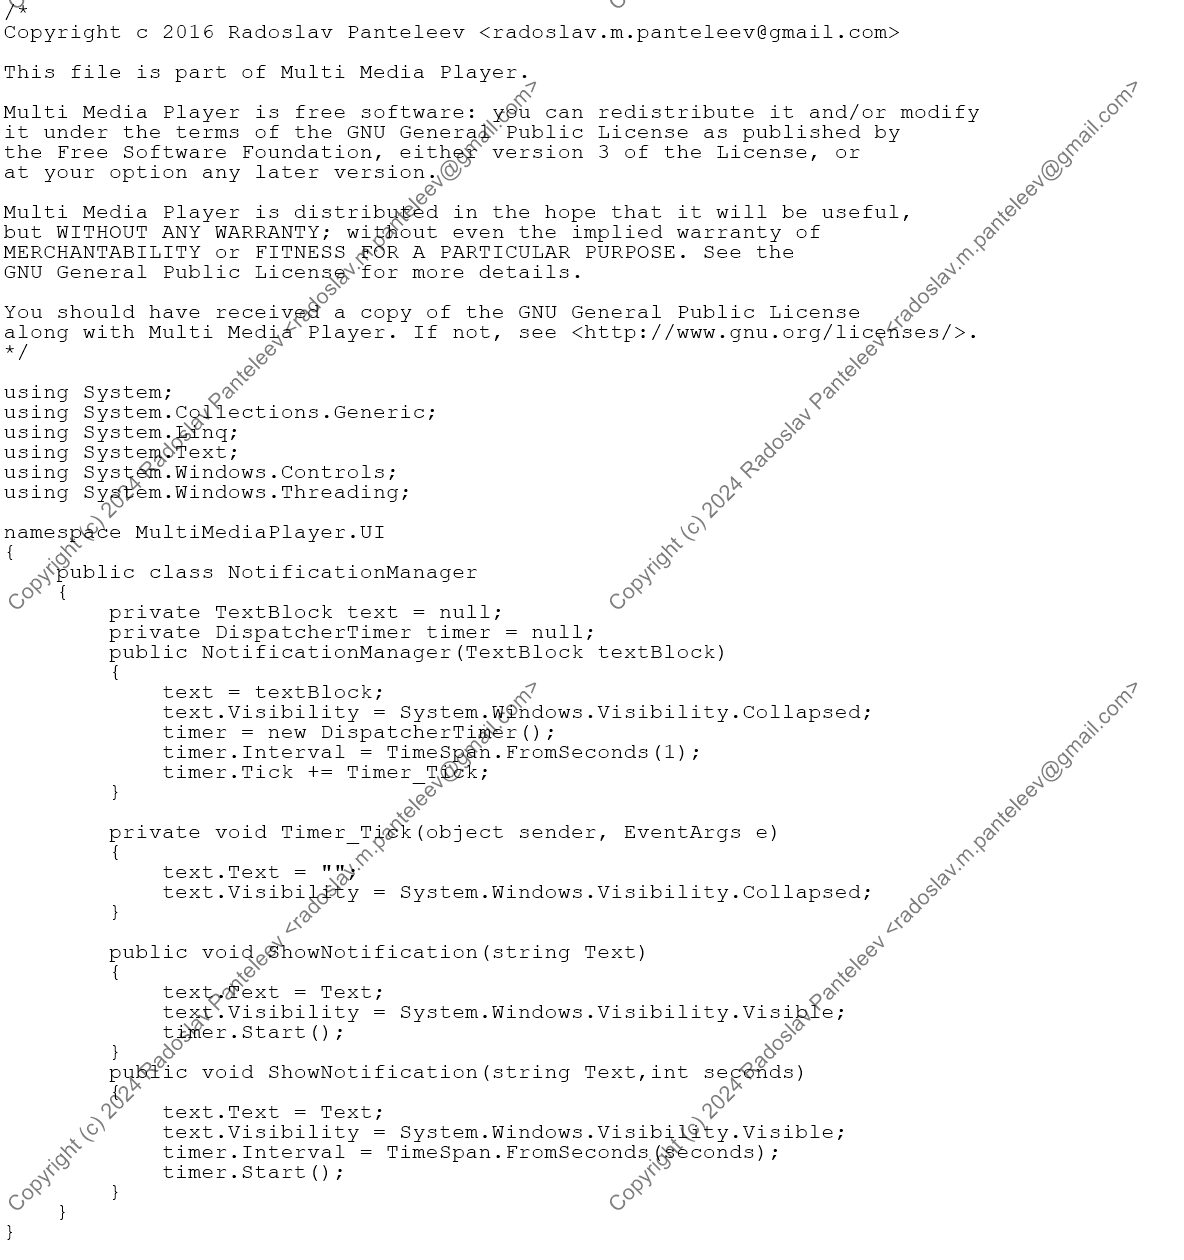 /*
Copyright c 2016 Radoslav Panteleev <radoslav.m.panteleev@gmail.com>

This file is part of Multi Media Player.

Multi Media Player is free software: you can redistribute it and/or modify
it under the terms of the GNU General Public License as published by
the Free Software Foundation, either version 3 of the License, or
at your option any later version.

Multi Media Player is distributed in the hope that it will be useful,
but WITHOUT ANY WARRANTY; without even the implied warranty of
MERCHANTABILITY or FITNESS FOR A PARTICULAR PURPOSE. See the
GNU General Public License for more details.

You should have received a copy of the GNU General Public License
along with Multi Media Player. If not, see <http://www.gnu.org/licenses/>.
*/

using System;
using System.Collections.Generic;
using System.Linq;
using System.Text;
using System.Windows.Controls;
using System.Windows.Threading;

namespace MultiMediaPlayer.UI
{
    public class NotificationManager
    {
        private TextBlock text = null;
        private DispatcherTimer timer = null;
        public NotificationManager(TextBlock textBlock)
        {
            text = textBlock;
            text.Visibility = System.Windows.Visibility.Collapsed;
            timer = new DispatcherTimer();
            timer.Interval = TimeSpan.FromSeconds(1);
            timer.Tick += Timer_Tick;
        }

        private void Timer_Tick(object sender, EventArgs e)
        {
            text.Text = "";
            text.Visibility = System.Windows.Visibility.Collapsed;
        }

        public void ShowNotification(string Text)
        {
            text.Text = Text;
            text.Visibility = System.Windows.Visibility.Visible;
            timer.Start();
        }
        public void ShowNotification(string Text,int seconds)
        {
            text.Text = Text;
            text.Visibility = System.Windows.Visibility.Visible;
            timer.Interval = TimeSpan.FromSeconds(seconds);
            timer.Start();
        }
    }
}
Copyright (c) 2024 Radoslav Panteleev <radoslav.m.panteleev@gmail.com>
Copyright (c) 2024 Radoslav Panteleev <radoslav.m.panteleev@gmail.com>
Copyright (c) 2024 Radoslav Panteleev <radoslav.m.panteleev@gmail.com>
Copyright (c) 2024 Radoslav Panteleev <radoslav.m.panteleev@gmail.com>